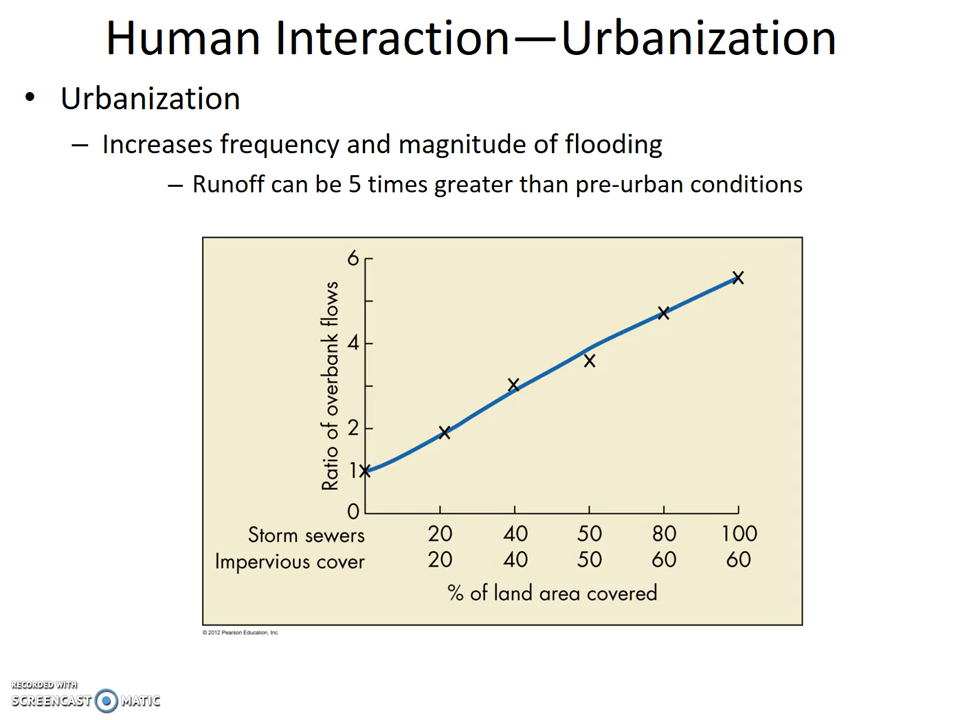 Human Interaction—Urbanization
• Urbanization
– Increases frequency and magnitude of flooding
– Runoff can be 5 times greater than pre-urban conditions
Ratio of overbank flows
6
4
2
1
0
Storm sewers 20 40 50 80 100
Impervious cover 20 40 50 60 60
% of land area covered
© 2012 Pearson Education, Inc.
RECORDED WITH
SCREENCAST MATIC